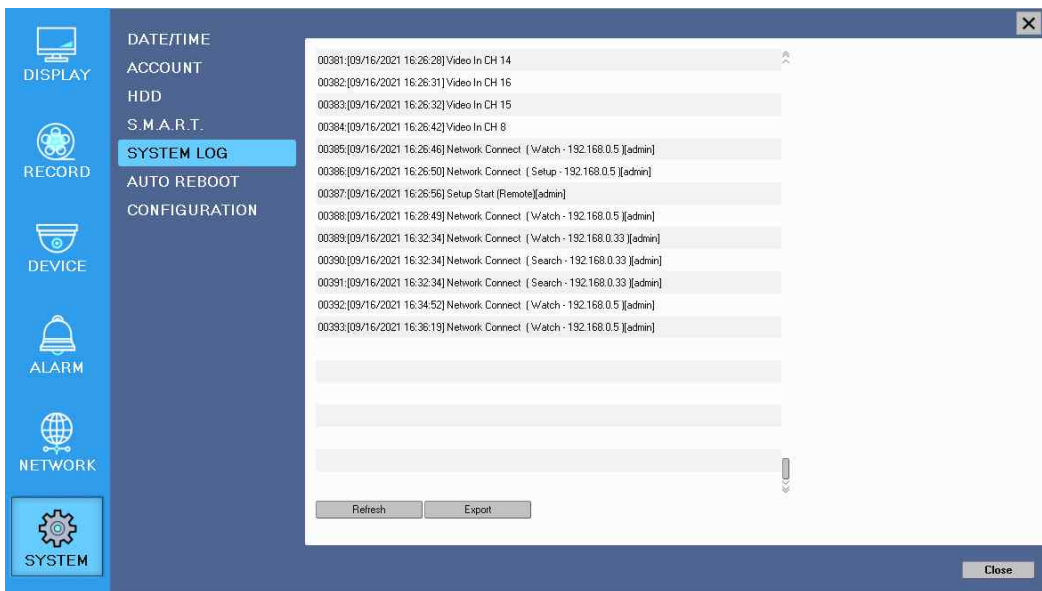 DISPLAY
RECORD
DEVICE
ALARM
NETWORK
SYSTEM
DATE/TIME
ACCOUNT
HDD
S.M.A.R.T.
SYSTEM LOG
AUTO REBOOT
CONFIGURATION
00381:[09/16/2021 16:26:28] Video In CH 14
00382:[09/16/2021 16:26:31] Video In CH 16
00383:[09/16/2021 16:26:32] Video In CH 15
00384:[09/16/2021 16:26:42] Video In CH 8
00385:[09/16/2021 16:26:46] Network Connect ( Watch - 192.168.0.5 )[admin]
00386:[09/16/2021 16:26:50] Network Connect ( Setup - 192.168.0.5 )[admin]
00387:[09/16/2021 16:26:56] Setup Start (Remote)[admin]
00388:[09/16/2021 16:28:49] Network Connect ( Watch - 192.168.0.5 )[admin]
00389:[09/16/2021 16:32:34] Network Connect ( Watch - 192.168.0.33 )[admin]
00390:[09/16/2021 16:32:34] Network Connect ( Search - 192.168.0.33 )[admin]
00391:[09/16/2021 16:32:34] Network Connect ( Search - 192.168.0.33 )[admin]
00392:[09/16/2021 16:34:52] Network Connect ( Watch - 192.168.0.5 )[admin]
00393:[09/16/2021 16:36:19] Network Connect ( Watch - 192.168.0.5 )[admin]
Refresh
Export
Close